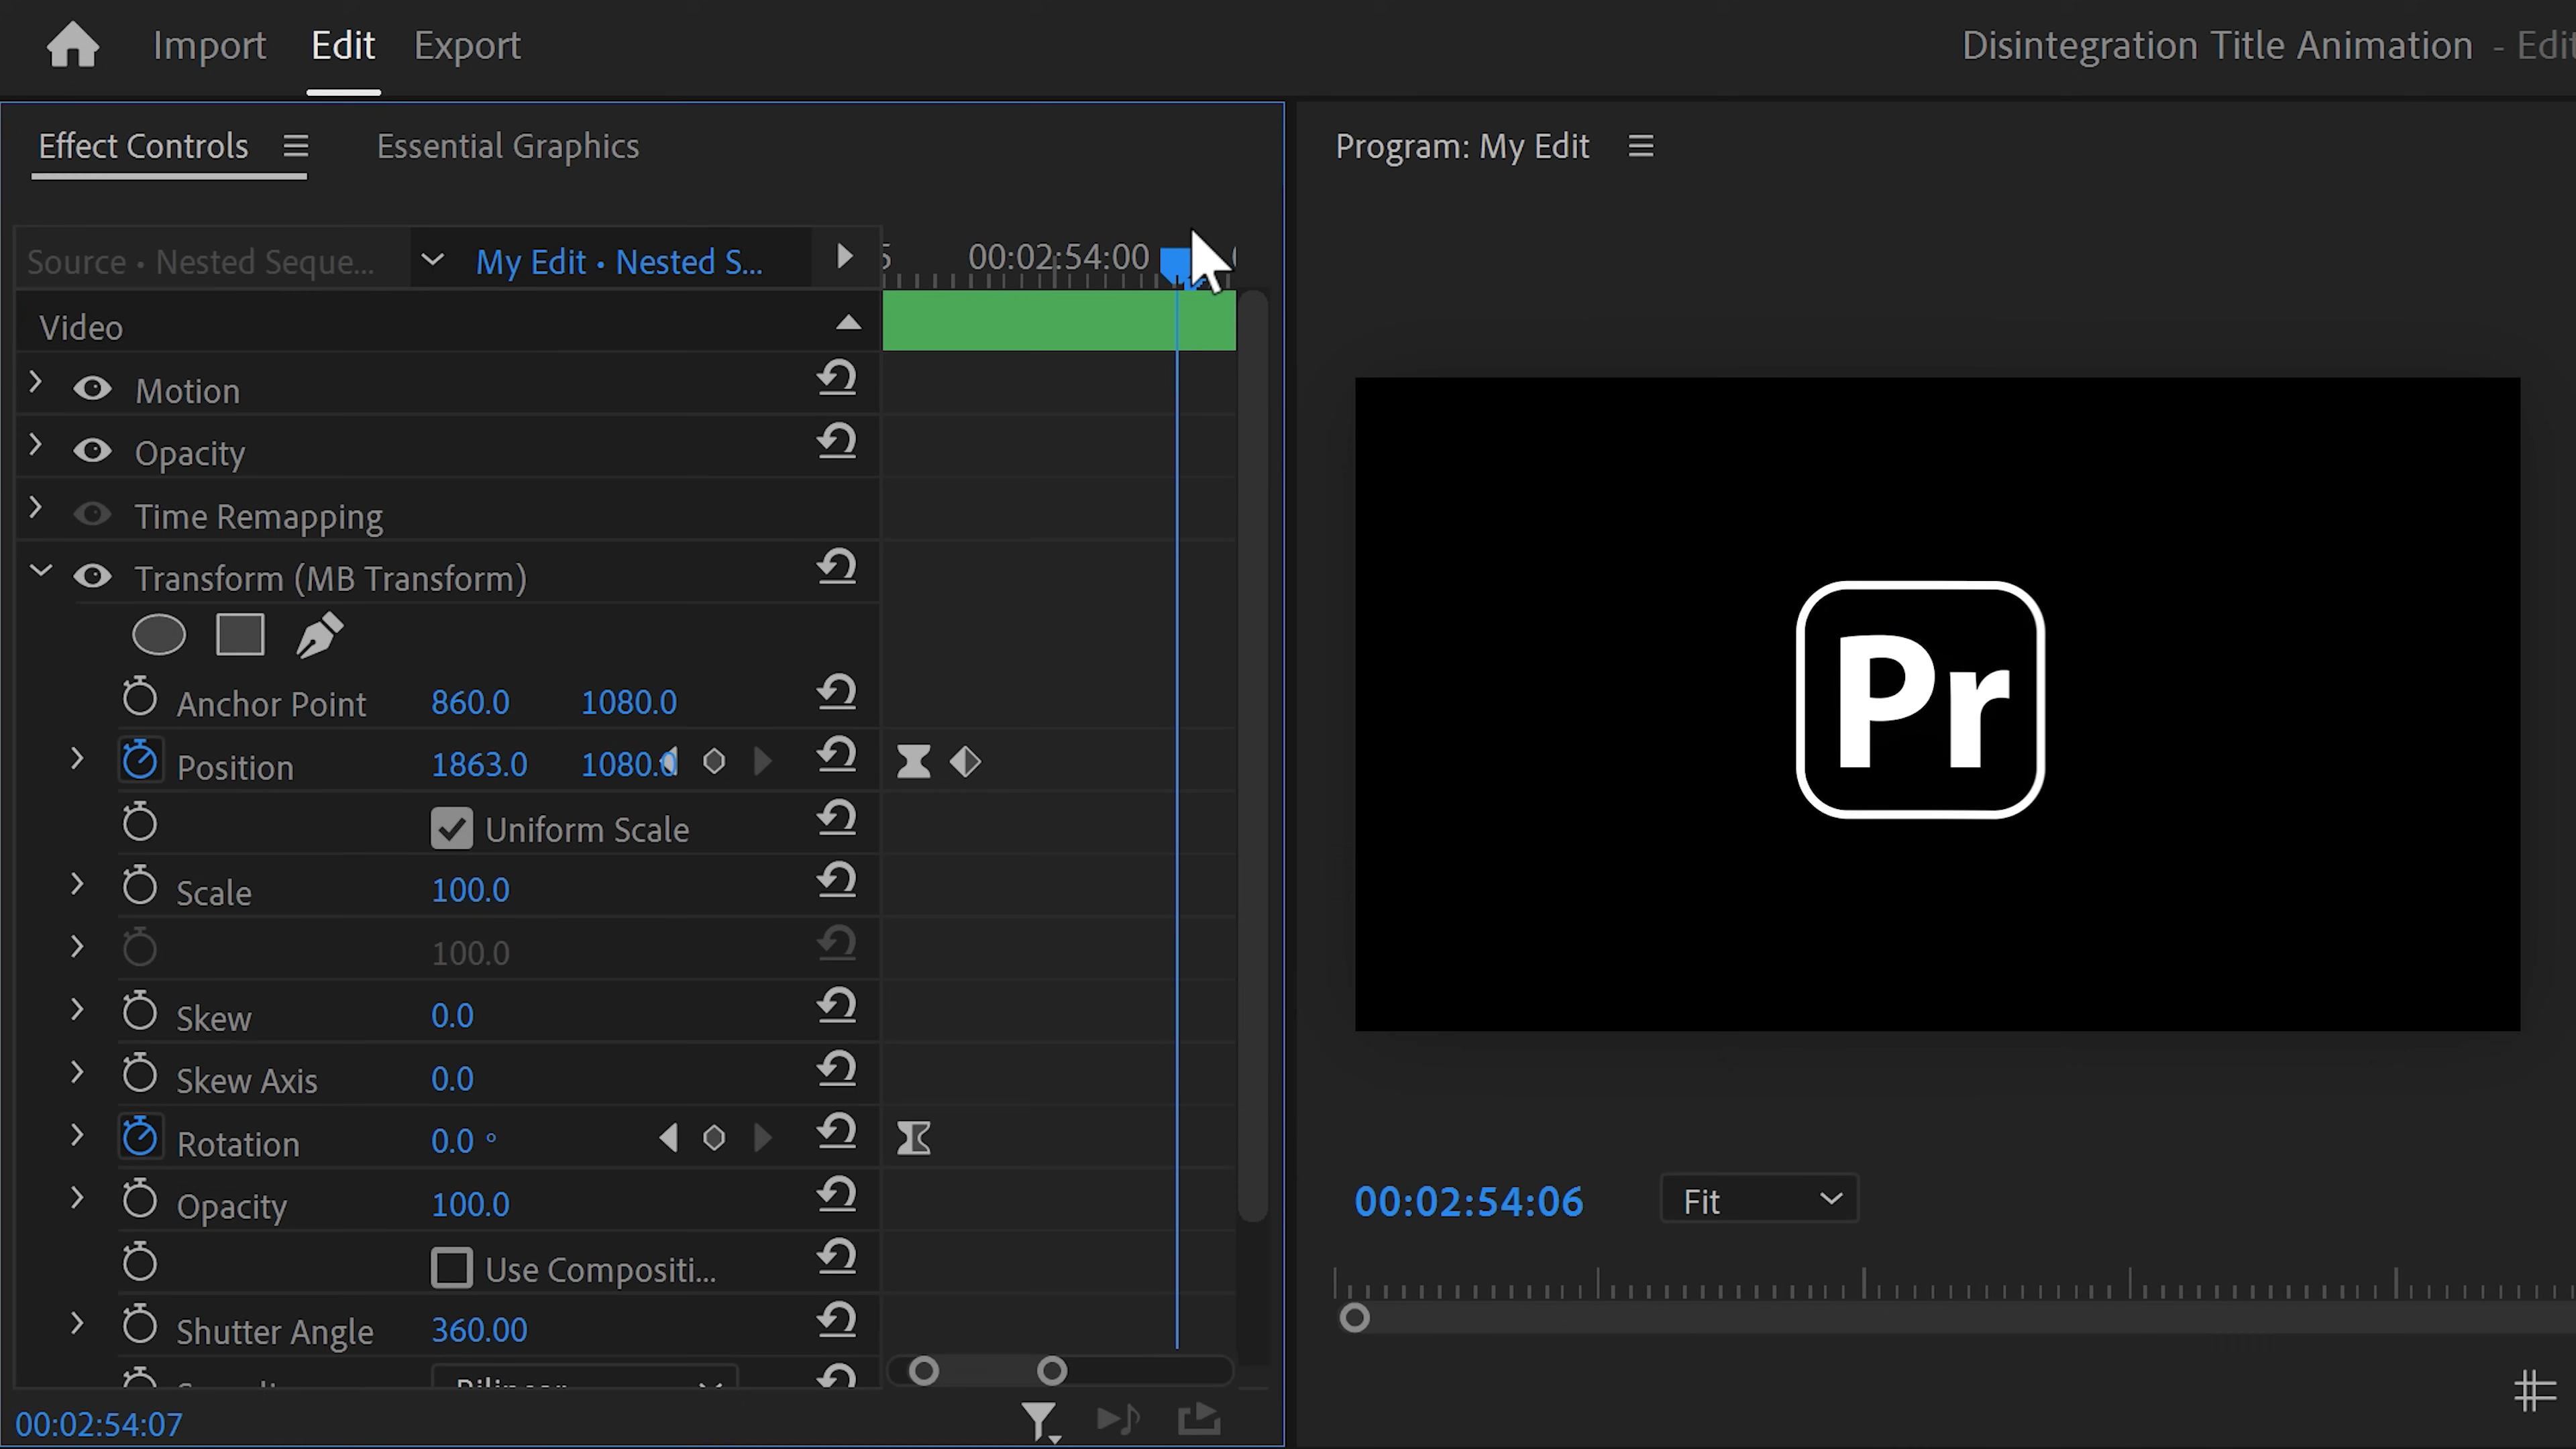 Import Edit Export
Disintegration Title Animation - Edit
Effect Controls Essential Graphics
Program: My Edit
Source • Nested Seque... My Edit • Nested S... 00:02:54:00
Video
Motion
Opacity
Time Remapping
Transform (MB Transform)
Anchor Point 860.0 1080.0
Position 1863.0 1080.0
Uniform Scale
Scale 100.0
100.0
Skew 0.0
Skew Axis 0.0
Rotation 0.0 °
Opacity 100.0
Use Compositi...
Shutter Angle 360.00
Bilinear
00:02:54:07
Pr
00:02:54:06 Fit